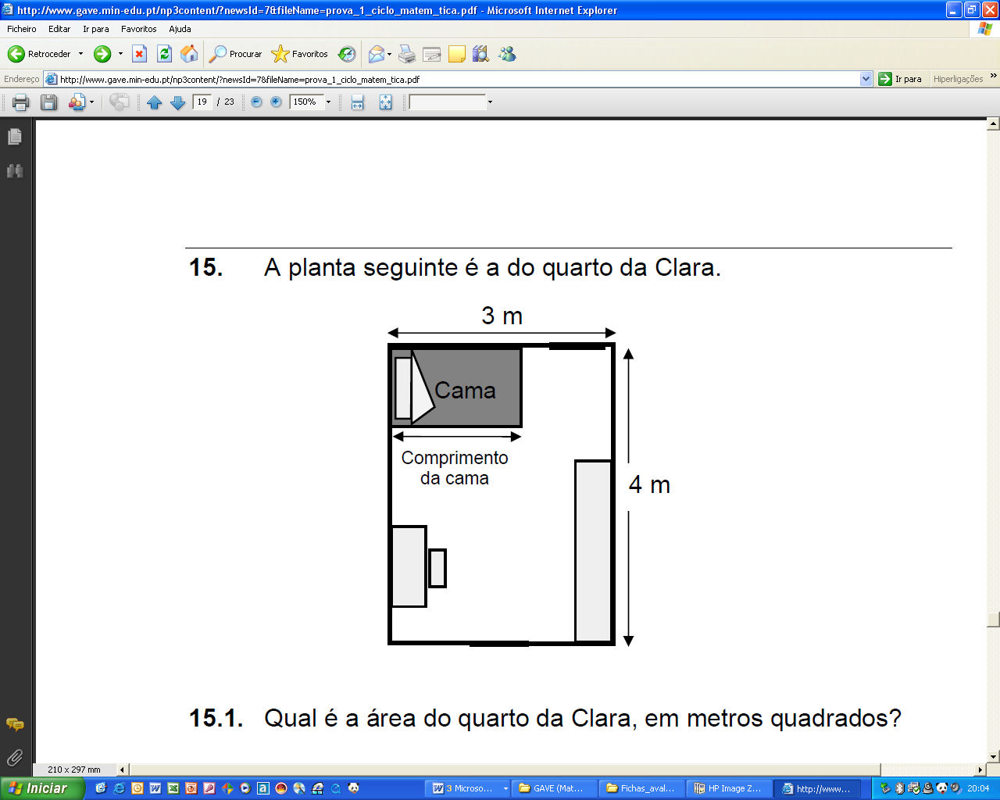 http://www.gave.min-edu.pt/np3content/?newsId=7&fileName=prova_1_ciclo_matem_tica.pdf - Microsoft Internet Explorer
Ficheiro Editar Ir para Favoritos Ajuda
Retroceder Procurar Favoritos
Endereço http://www.gave.min-edu.pt/np3content/?newsId=7&fileName=prova_1_ciclo_matem_tica.pdf Ir para Hiperligações »
19 / 23 150%
15. A planta seguinte é a do quarto da Clara.
3 m
Cama
Comprimento
da cama
4 m
15.1. Qual é a área do quarto da Clara, em metros quadrados?
210 x 297 mm
Iniciar 3 Microso... GAVE (Mat... Fichas_aval... HP Image Z... http://www... 20:04